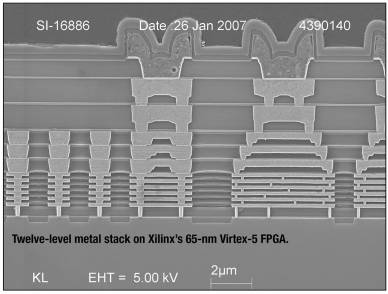 SI-16886 Date 26 Jan 2007 4390140
Twelve-level metal stack on Xilinx's 65-nm Virtex-5 FPGA.
2µm
KL EHT = 5.00 kV